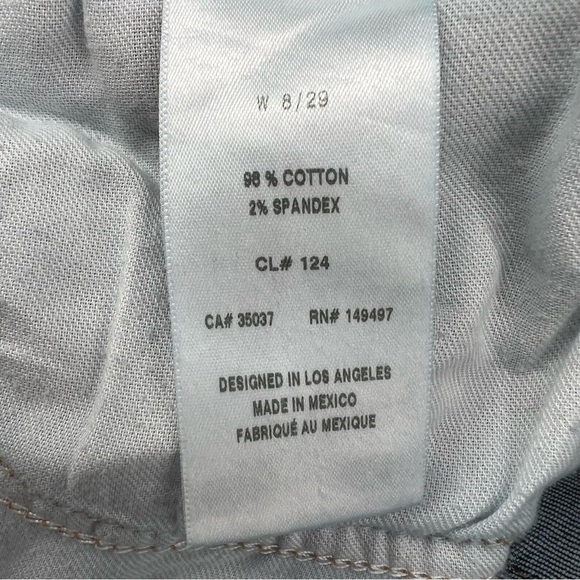 W 8/29
98 % COTTON
2% SPANDEX
CL# 124
CA# 35037 RN# 149497
DESIGNED IN LOS ANGELES
MADE IN MEXICO
FABRIQUÉ AU MEXIQUE